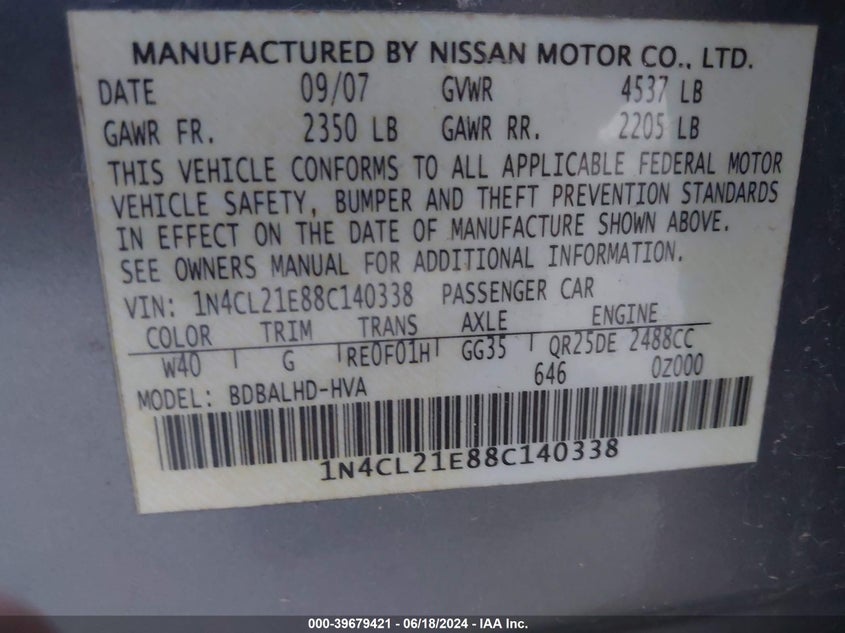 MANUFACTURED BY NISSAN MOTOR CO., LTD.
DATE 09/07 GVWR 4537 LB
GAWR FR. 2350 LB GAWR RR. 2205 LB
THIS VEHICLE CONFORMS TO ALL APPLICABLE FEDERAL MOTOR
VEHICLE SAFETY, BUMPER AND THEFT PREVENTION STANDARDS
IN EFFECT ON THE DATE OF MANUFACTURE SHOWN ABOVE.
SEE OWNERS MANUAL FOR ADDITIONAL INFORMATION.
VIN: 1N4CL21E88C140338 PASSENGER CAR
COLOR TRIM TRANS AXLE ENGINE
W40 G RE0F01H GG35 QR25DE 2488CC
646 0Z000
MODEL: BDBALHD-HVA
1N4CL21E88C140338
000-39679421 - 06/18/2024 - IAA Inc.